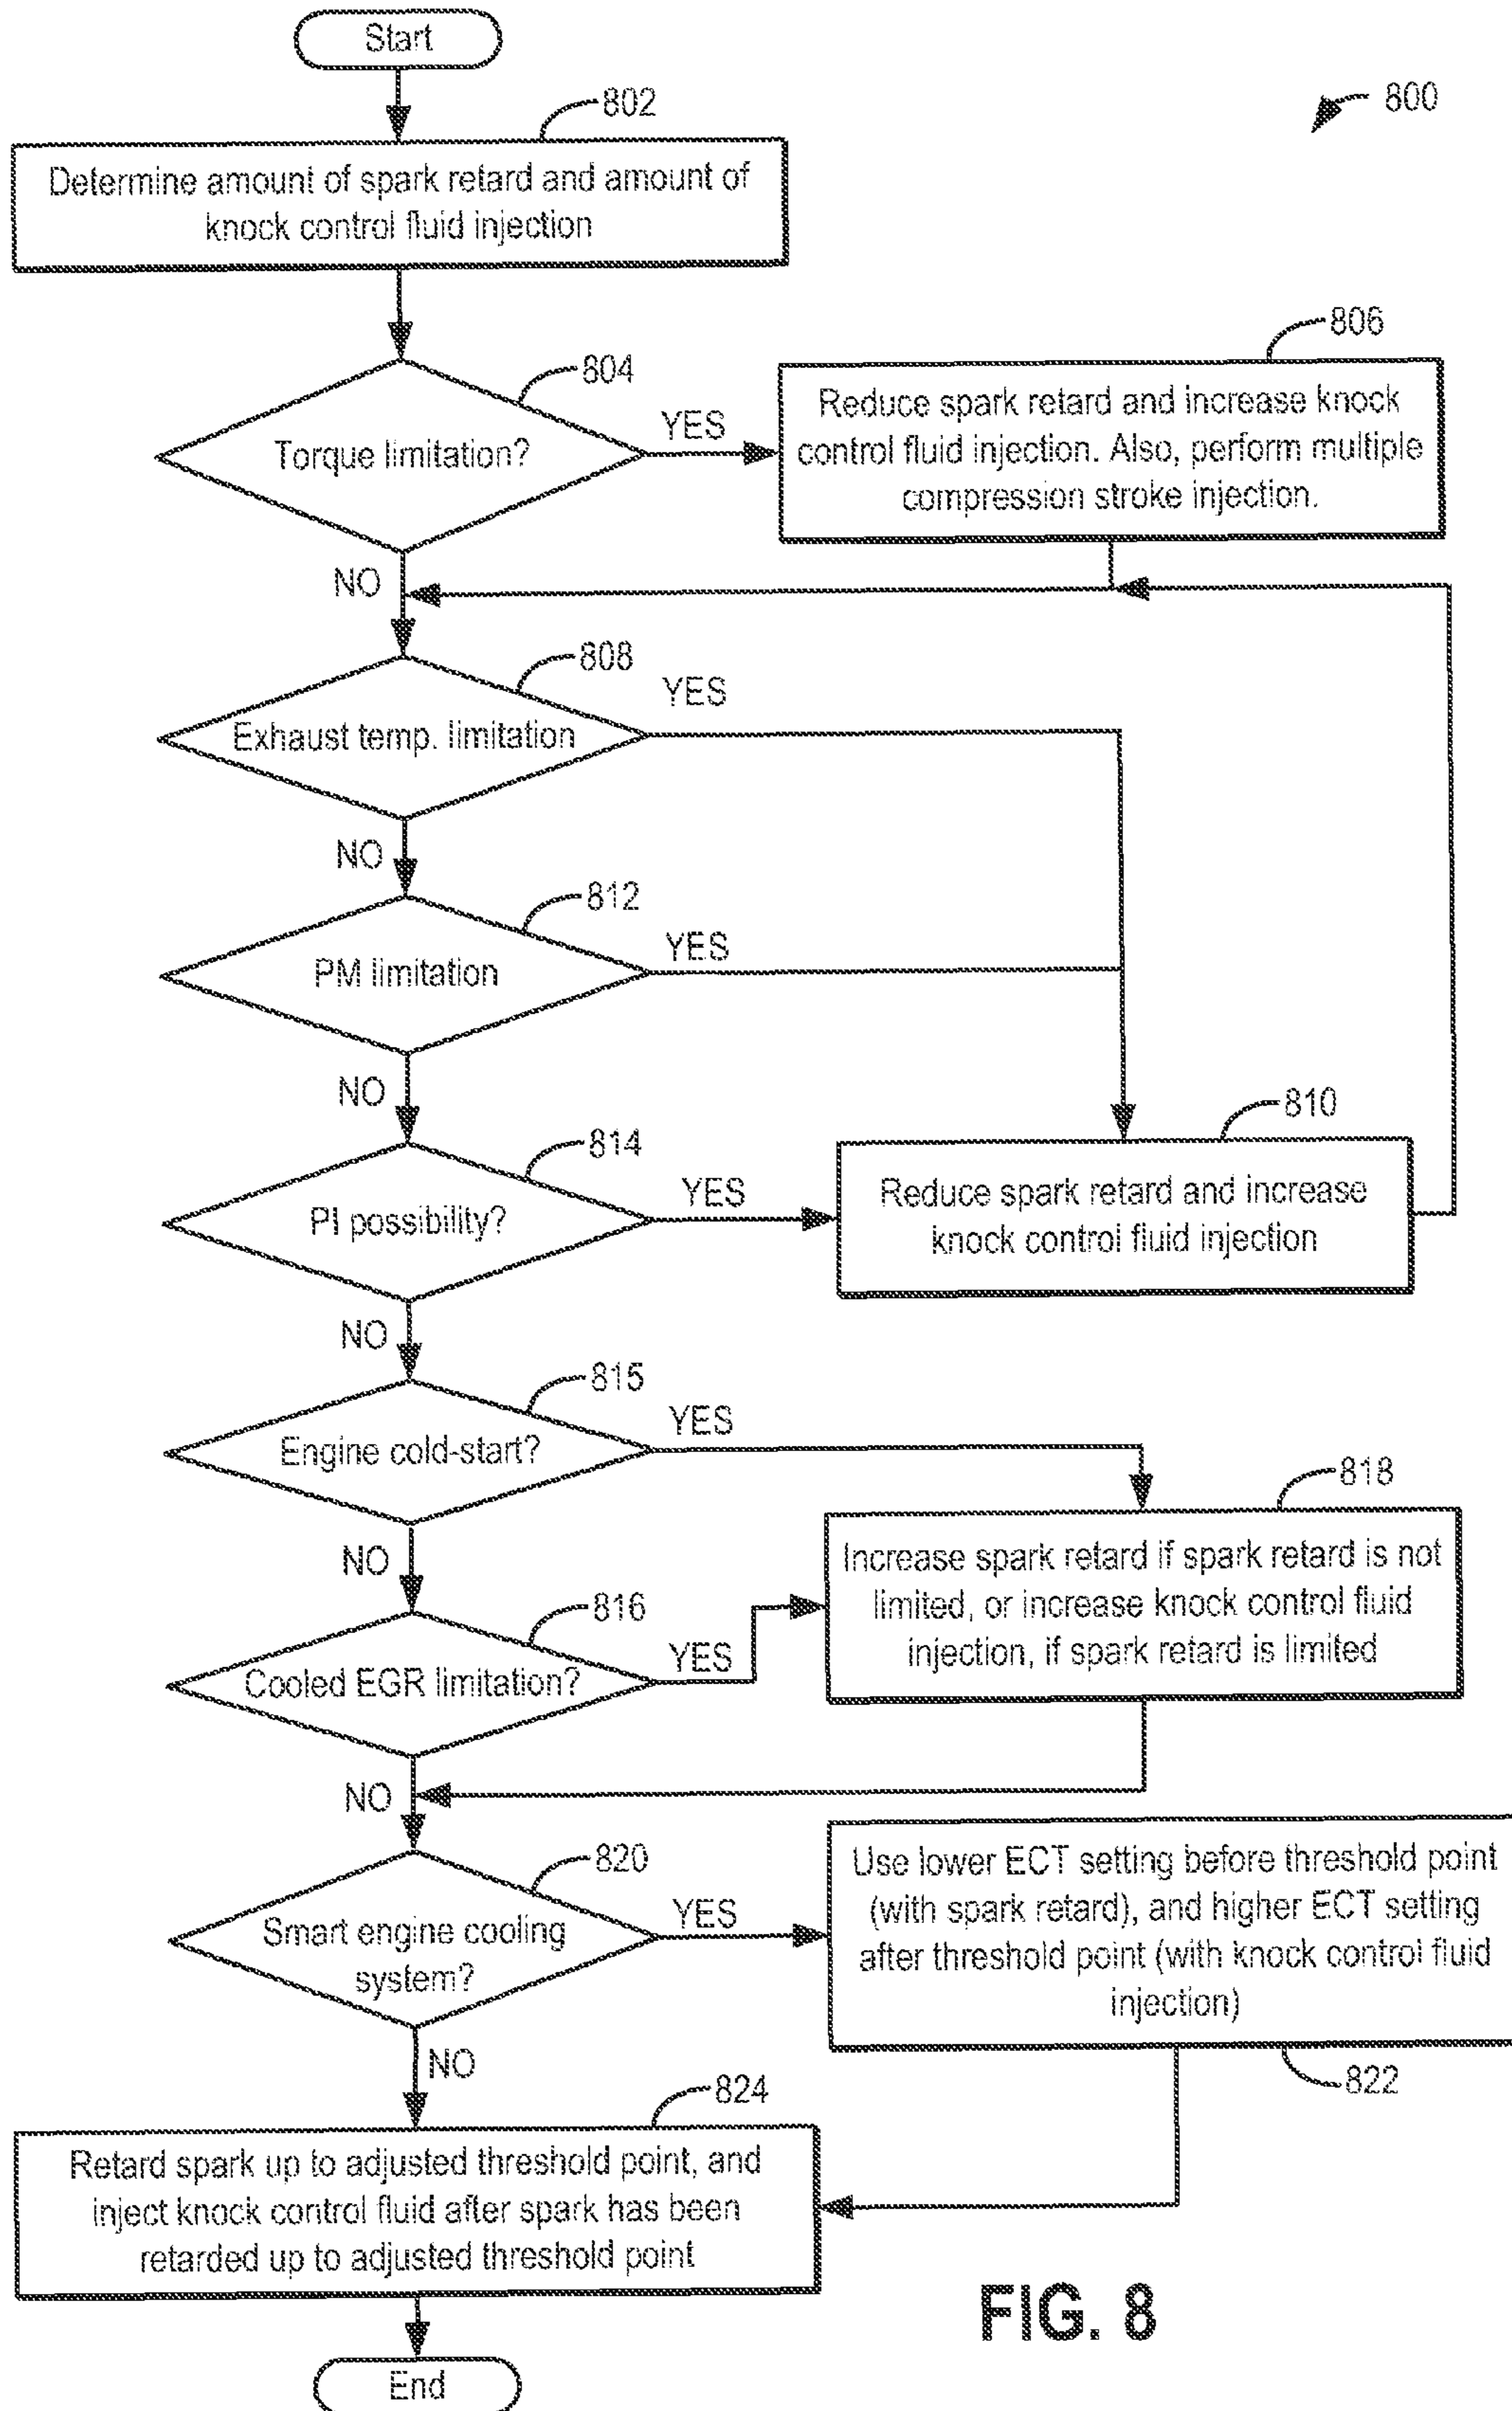 Start
800
802
Determine amount of spark retard and amount of
knock control fluid injection
804
Torque limitation?
YES
NO
806
Reduce spark retard and increase knock
control fluid injection. Also, perform multiple
compression stroke injection.
808
Exhaust temp. limitation
YES
NO
812
PM limitation
YES
NO
814
PI possibility?
YES
NO
810
Reduce spark retard and increase
knock control fluid injection
815
Engine cold-start?
YES
NO
818
Increase spark retard if spark retard is not
limited, or increase knock control fluid
injection, if spark retard is limited
816
Cooled EGR limitation?
YES
NO
820
Smart engine cooling
system?
YES
NO
Use lower ECT setting before threshold point
(with spark retard), and higher ECT setting
after threshold point (with knock control fluid
injection)
822
824
Retard spark up to adjusted threshold point, and
inject knock control fluid after spark has been
retarded up to adjusted threshold point
End
FIG. 8